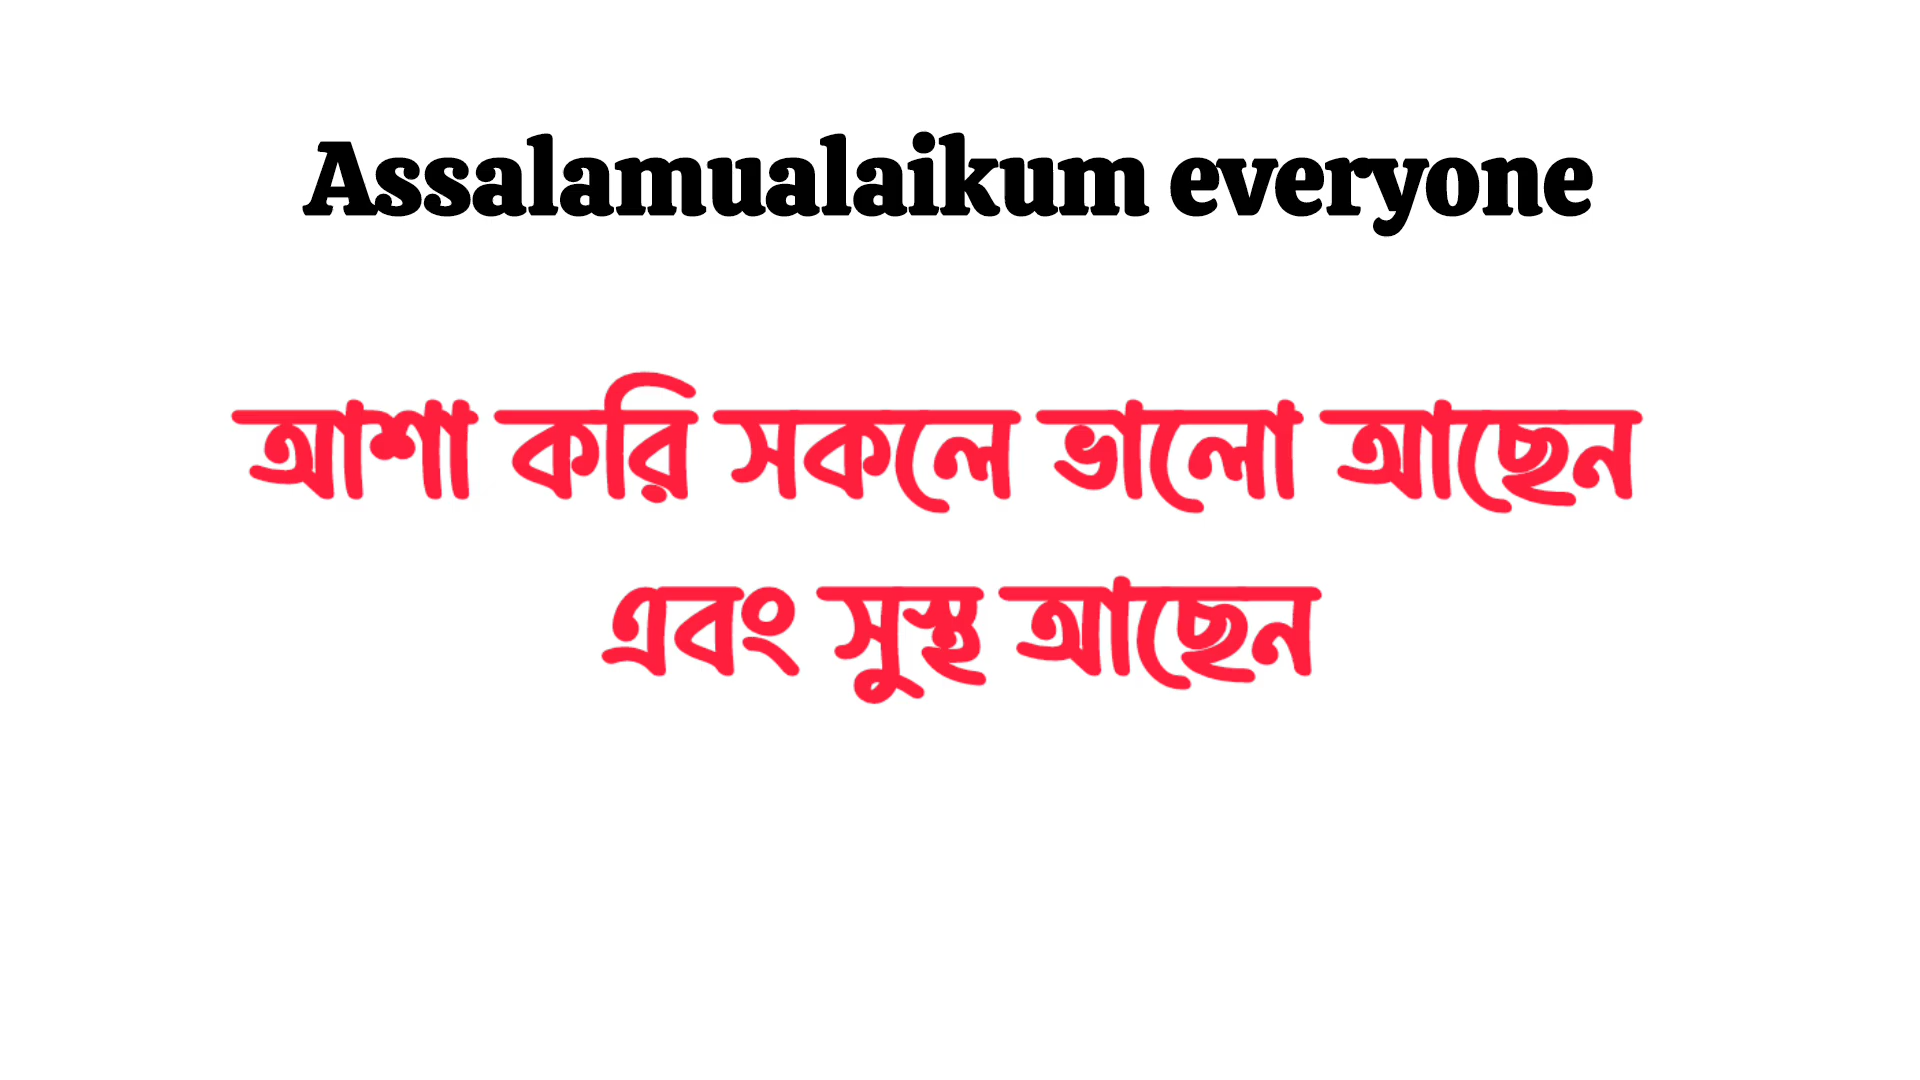 Assalamualaikum everyone
আশা করি সকলে ভালো আছেন
এবং সুস্থ আছেন